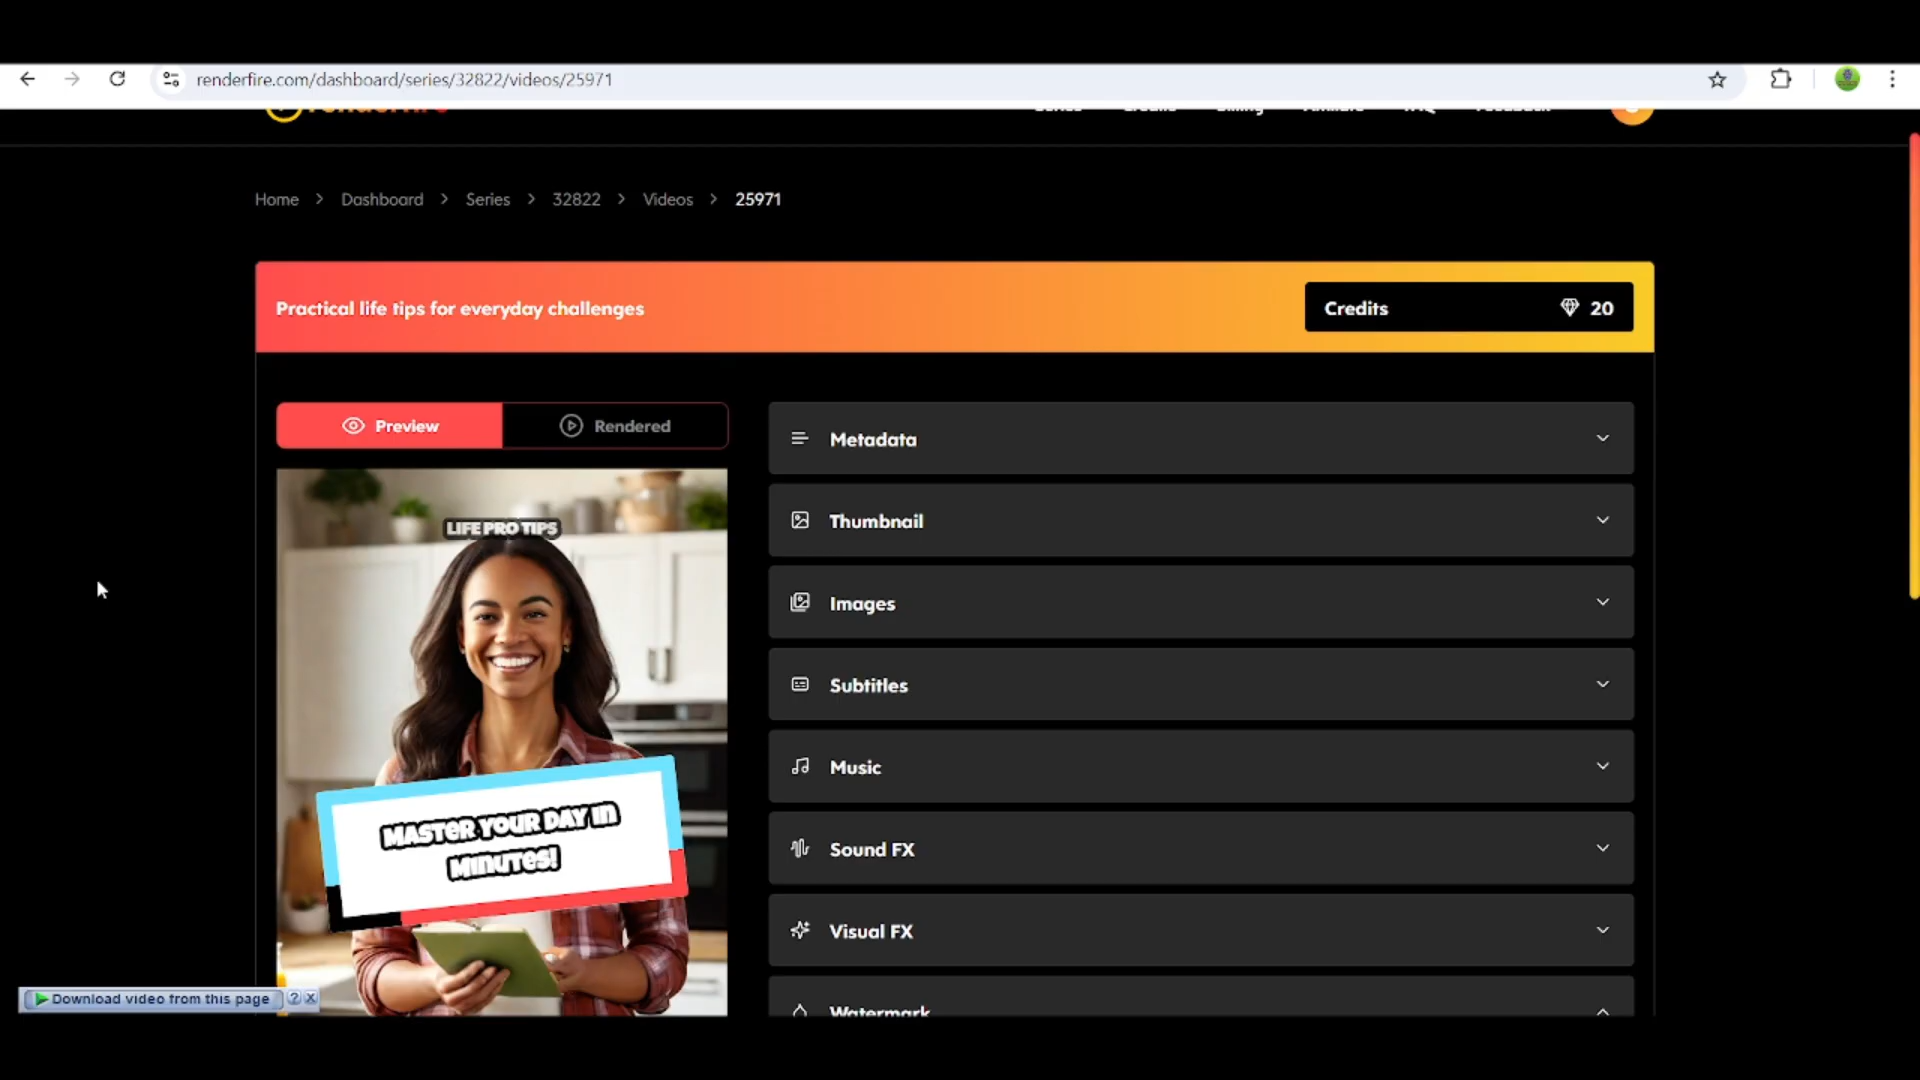 renderfire.com/dashboard/series/32822/videos/25971
Home > Dashboard > Series > 32822 > Videos > 25971
Practical life tips for everyday challenges
Credits 20
Preview
Rendered
LIFE PRO TIPS
Master your day in
minutes!
Metadata
Thumbnail
Images
Subtitles
Music
Sound FX
Visual FX
Watermark
Download video from this page ? X